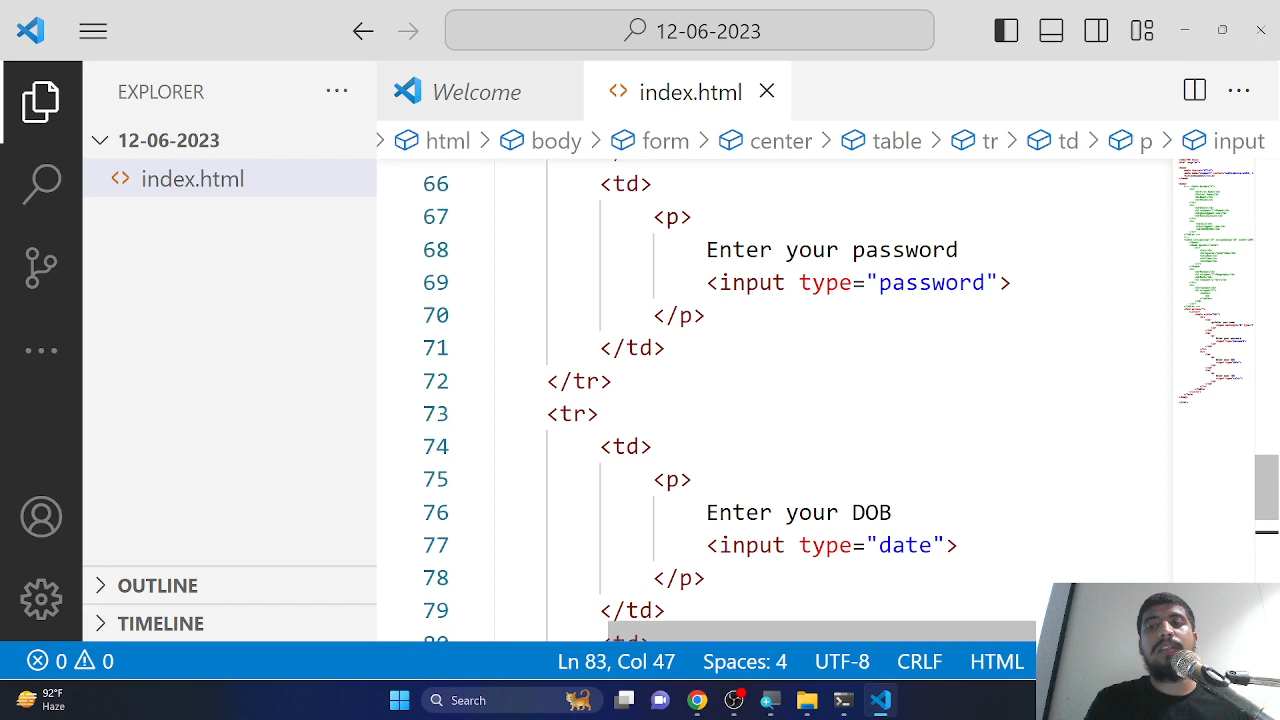 12-06-2023
EXPLORER
Welcome
index.html
12-06-2023
html
body
form
center
table
tr
td
p
input
index.html
66 <td>
67 <p>
68 Enter your password
69 <input type="password">
70 </p>
71 </td>
72 </tr>
73 <tr>
74 <td>
75 <p>
76 Enter your DOB
77 <input type="date">
78 </p>
79 </td>
80 <td>
OUTLINE
TIMELINE
0 0
Ln 83, Col 47
Spaces: 4
UTF-8
CRLF
HTML
92°F
Haze
Search